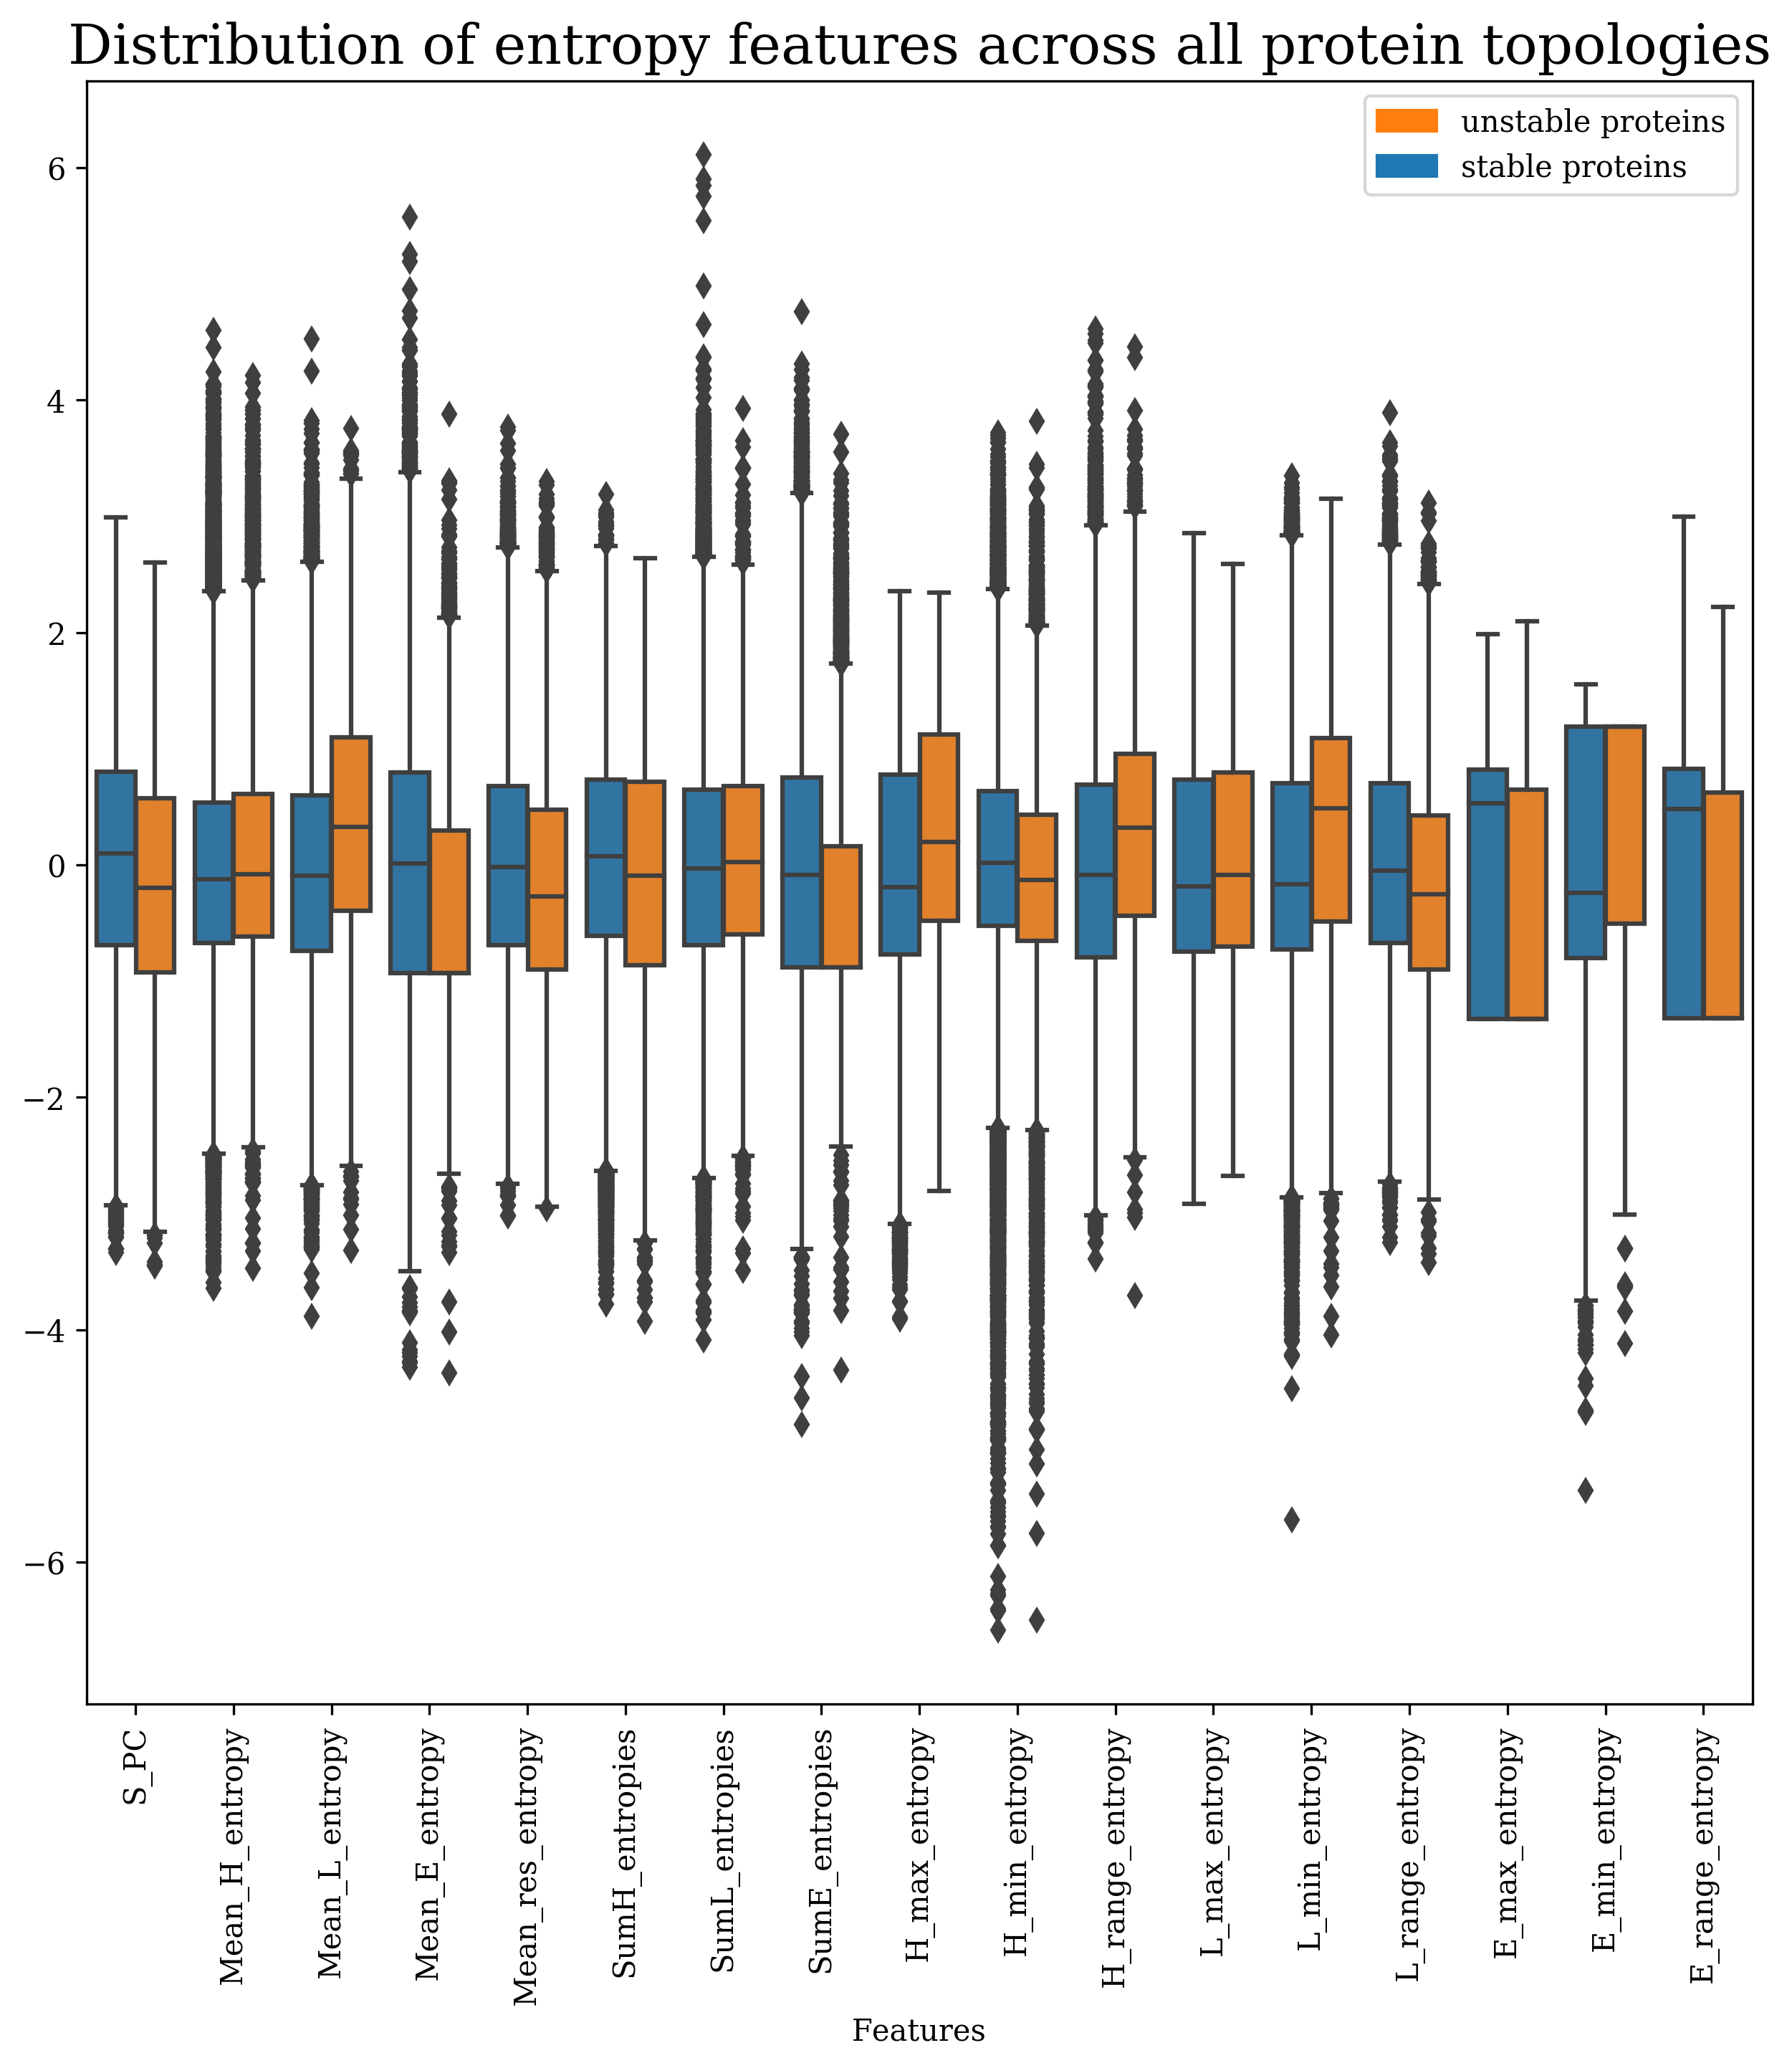 Distribution of entropy features across all protein topologies
unstable proteins
stable proteins
6
4
2
0
−2
−4
−6
S_PC
Mean_H_entropy
Mean_L_entropy
Mean_E_entropy
Mean_res_entropy
SumH_entropies
SumL_entropies
SumE_entropies
H_max_entropy
H_min_entropy
H_range_entropy
L_max_entropy
L_min_entropy
L_range_entropy
E_max_entropy
E_min_entropy
E_range_entropy
Features